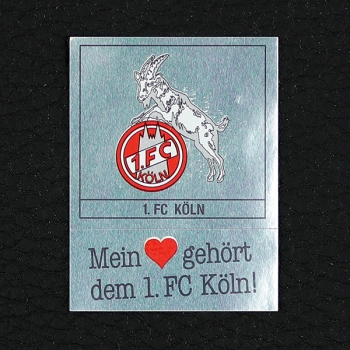 1. FC
KÖLN
1. FC KÖLN
Mein ❤ gehört
dem 1. FC Köln!